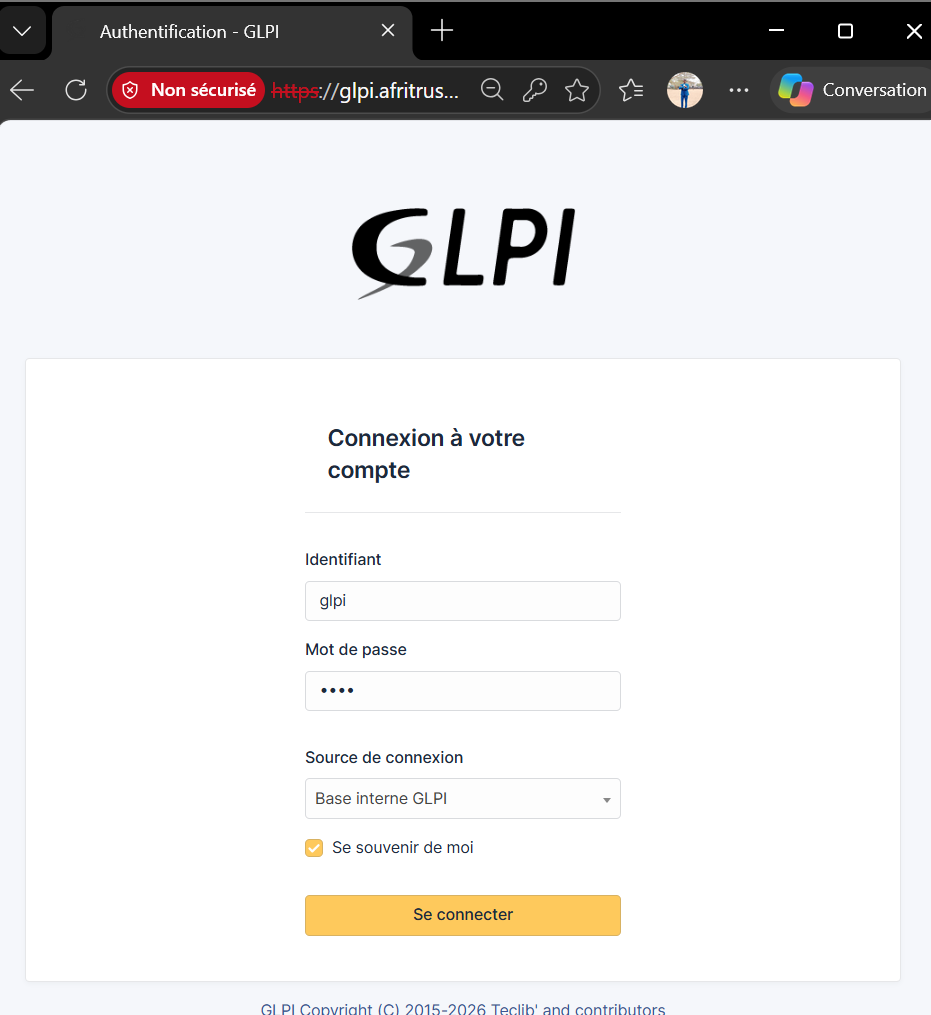 Authentification - GLPI
Non sécurisé https://glpi.afritrus...
Conversation
GLPI
Connexion à votre
compte
Identifiant
glpi
Mot de passe
••••
Source de connexion
Base interne GLPI
Se souvenir de moi
Se connecter
GLPI Copyright (C) 2015-2026 Teclib' and contributors